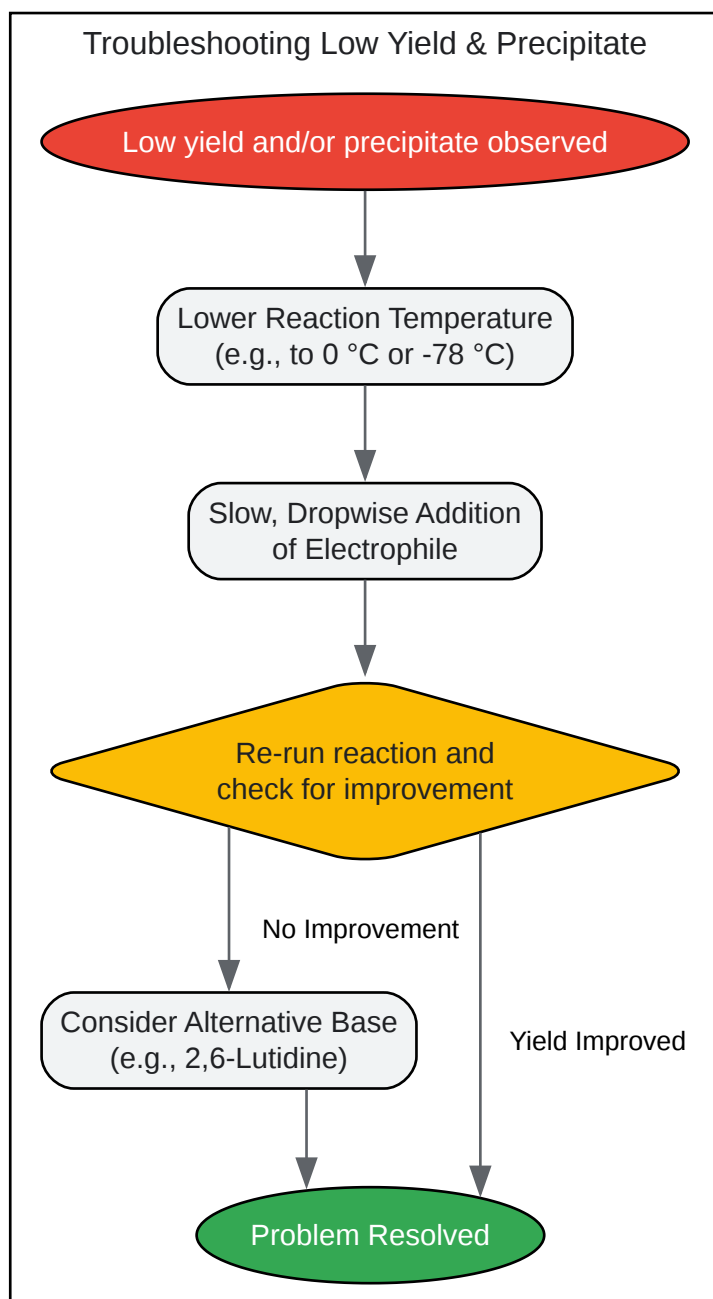 Troubleshooting Low Yield & Precipitate
Low yield and/or precipitate observed
Lower Reaction Temperature
(e.g., to 0 °C or -78 °C)
Slow, Dropwise Addition
of Electrophile
Re-run reaction and
check for improvement
No Improvement
Consider Alternative Base
(e.g., 2,6-Lutidine)
Yield Improved
Problem Resolved